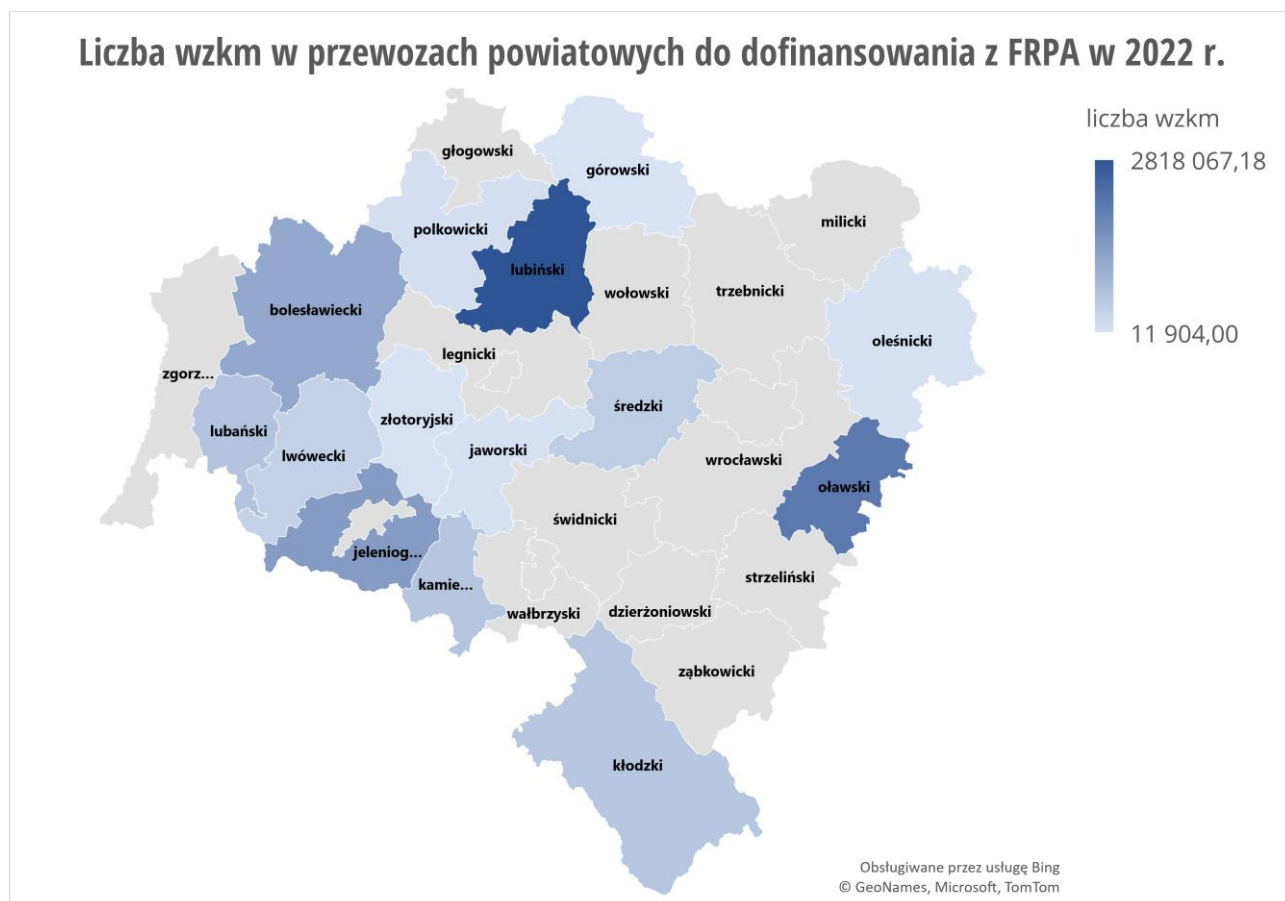 Liczba wzkm w przewozach powiatowych do dofinansowania z FRPA w 2022 r.
liczba wzkm
2818 067,18
11 904,00
głogowski
górowski
milicki
polkowicki
lubiński
wołowski
trzebnicki
bolesławiecki
oleśnicki
legnicki
zgorz...
średzki
złotoryjski
lubański
jaworski
lwówecki
wrocławski
oławski
świdnicki
jeleniog...
strzeliński
kamie...
wałbrzyski
dzierżoniowski
ząbkowicki
kłodzki
Obsługiwane przez usługę Bing
© GeoNames, Microsoft, TomTom